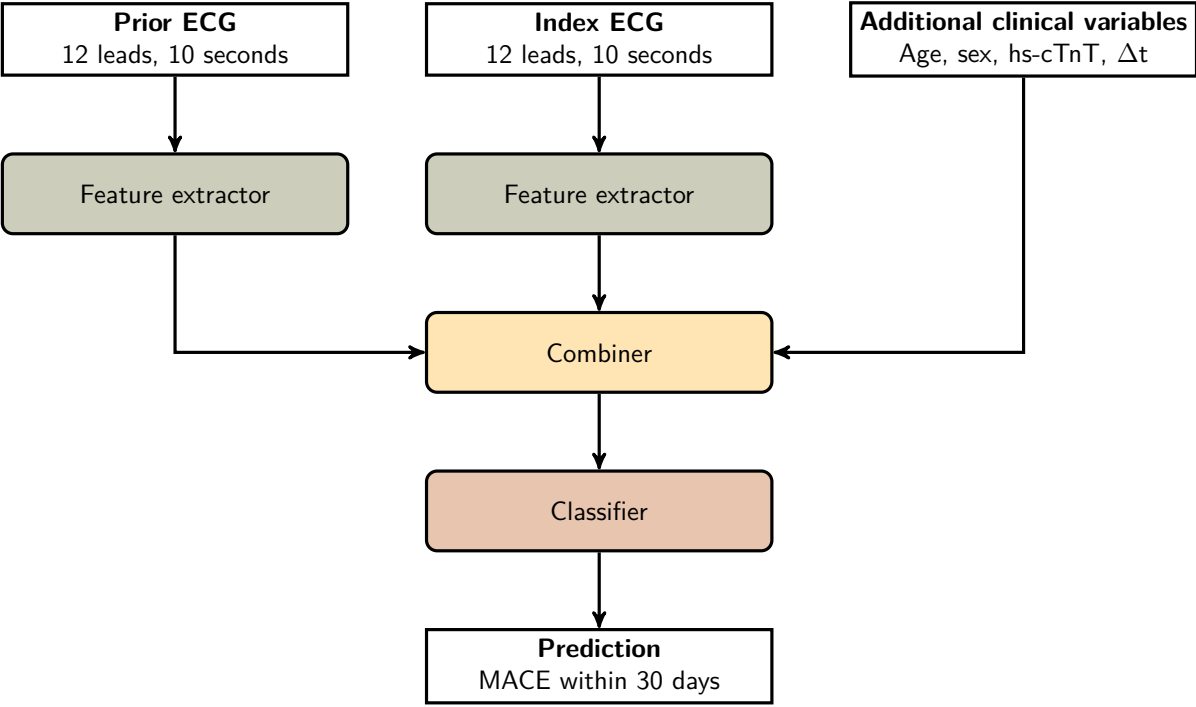 Prior ECG
12 leads, 10 seconds
Index ECG
12 leads, 10 seconds
Additional clinical variables
Age, sex, hs-cTnT, Δt
Feature extractor
Feature extractor
Combiner
Classifier
Prediction
MACE within 30 days